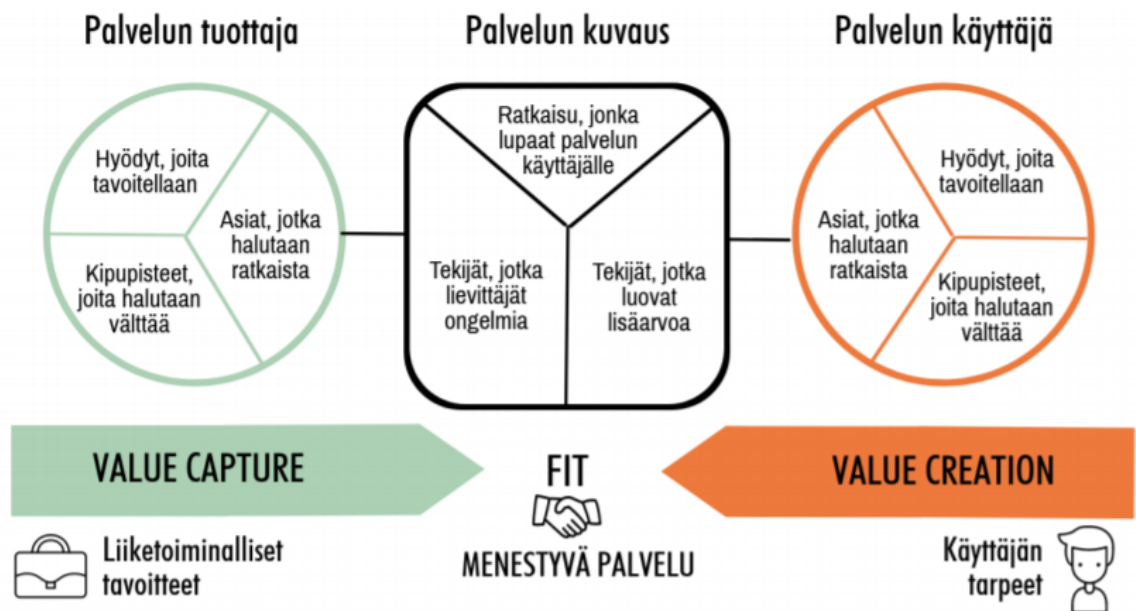 Palvelun tuottaja
Palvelun kuvaus
Palvelun käyttäjä
Hyödyt, joita
tavoitellaan
Asiat, jotka
halutaan
ratkaista
Kipupisteet,
joita halutaan
välttää
Ratkaisu, jonka
lupaat palvelun
käyttäjälle
Tekijät, jotka
lievittäjät
ongelmia
Tekijät, jotka
luovat
lisäarvoa
Asiat, jotka
halutaan
ratkaista
Hyödyt, joita
tavoitellaan
Kipupisteet,
joita halutaan
välttää
VALUE CAPTURE
FIT
VALUE CREATION
Liiketoiminalliset
tavoitteet
MENESTYVÄ PALVELU
Käyttäjän
tarpeet